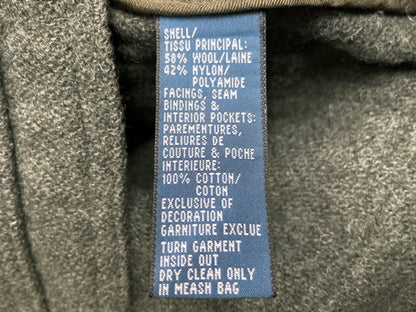 SHELL/
TISSU PRINCIPAL:
58% WOOL/LAINE
42% NYLON/
POLYAMIDE
FACINGS, SEAM
BINDINGS &
INTERIOR POCKETS:
PAREMENTURES,
RELIURES DE
COUTURE & POCHE
INTERIEURE:
100% COTTON/
COTON
EXCLUSIVE OF
DECORATION
GARNITURE EXCLUE
TURN GARMENT
INSIDE OUT
DRY CLEAN ONLY
IN MEASH BAG